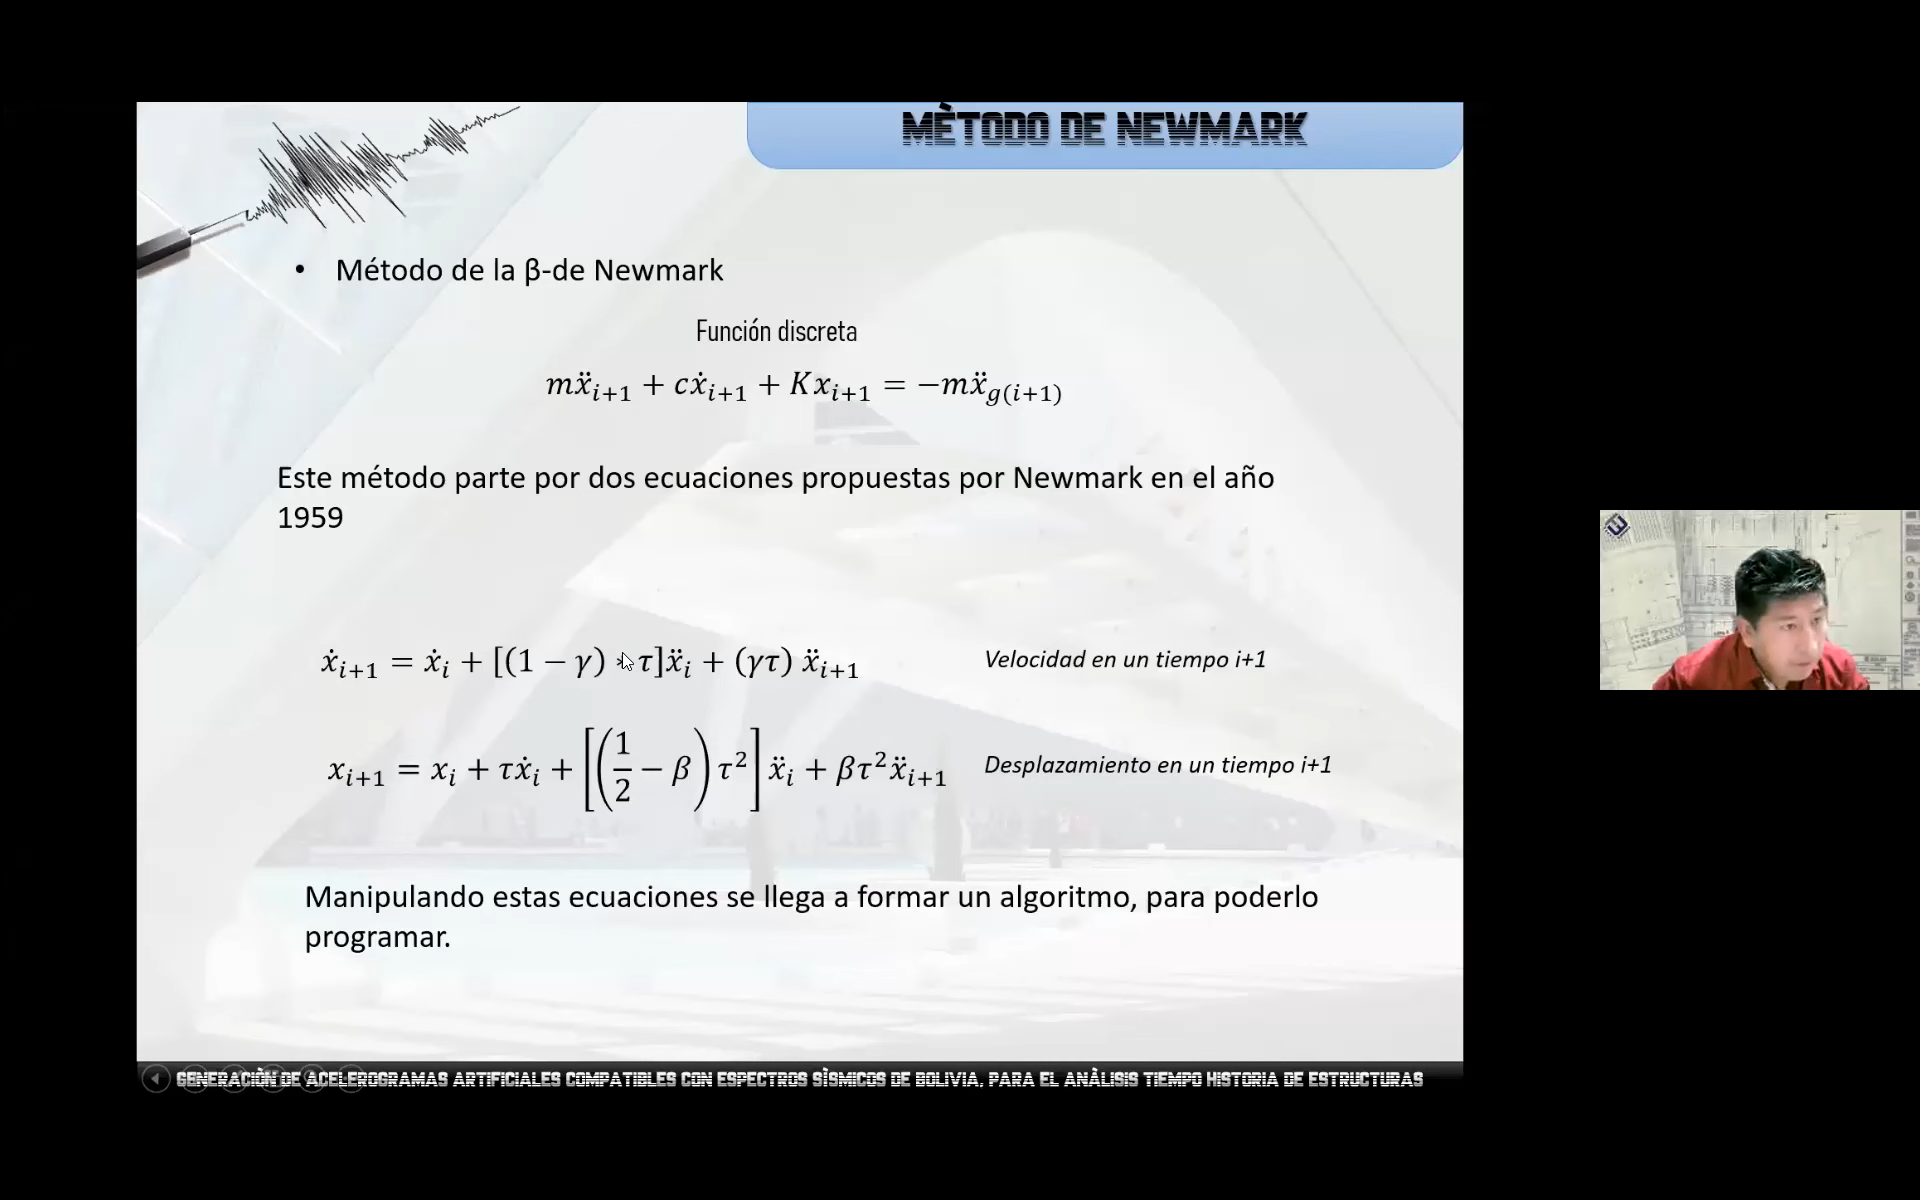 MÈTODO DE NEWMARK
• Método de la β-de Newmark
Función discreta
mẍ_{i+1} + cẋ_{i+1} + Kx_{i+1} = −mẍ_{g(i+1)}
Este método parte por dos ecuaciones propuestas por Newmark en el año
1959
ẋ_{i+1} = ẋ_i + [(1 − γ) * τ]ẍ_i + (γτ) ẍ_{i+1}
Velocidad en un tiempo i+1
x_{i+1} = x_i + τẋ_i + [(1/2 − β) τ²] ẍ_i + βτ²ẍ_{i+1}
Desplazamiento en un tiempo i+1
Manipulando estas ecuaciones se llega a formar un algoritmo, para poderlo
programar.
GENERACIÒN DE ACELEROGRAMAS ARTIFICIALES COMPATIBLES CON ESPECTROS SÌSMICOS DE BOLIVIA, PARA EL ANÀLISIS TIEMPO HISTORIA DE ESTRUCTURAS